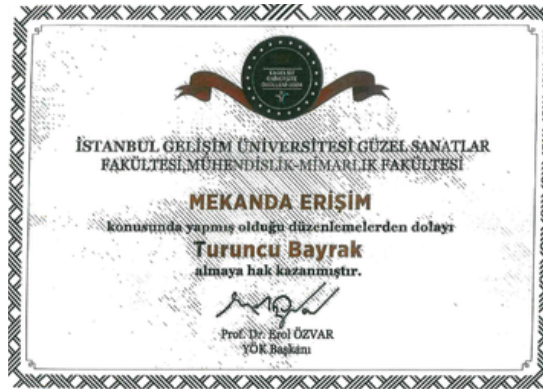 İSTANBUL GELİŞİM ÜNİVERSİTESİ GÜZEL SANATLAR
FAKÜLTESİ,MÜHENDİSLİK-MİMARLIK FAKÜLTESİ
MEKANDA ERİŞİM
konusunda yapmış olduğu düzenlemelerden dolayı
Turuncu Bayrak
almaya hak kazanmıştır.
Prof. Dr. Erol ÖZVAR
YÖK Başkanı